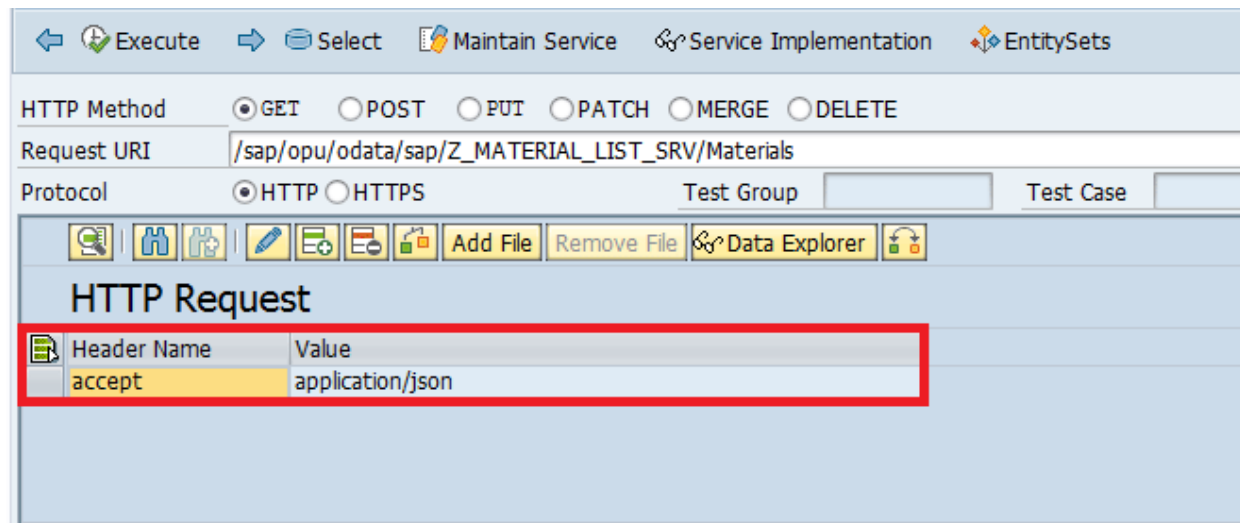 Execute Select Maintain Service Service Implementation EntitySets
HTTP Method GET POST PUT PATCH MERGE DELETE
Request URI /sap/opu/odata/sap/Z_MATERIAL_LIST_SRV/Materials
Protocol HTTP HTTPS Test Group Test Case
Add File Remove File Data Explorer
HTTP Request
Header Name Value
accept application/json